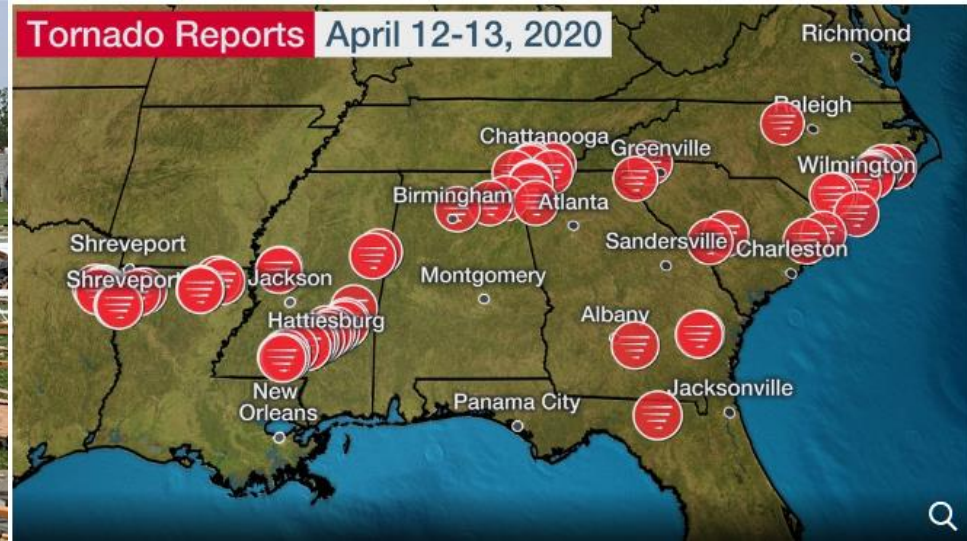 Tornado Reports April 12-13, 2020
Richmond
Raleigh
Chattanooga
Greenville
Wilmington
Birmingham
Atlanta
Shreveport
Sandersville
Charleston
Shreveport
Jackson
Montgomery
Hattiesburg
Albany
New
Orleans
Panama City
Jacksonville